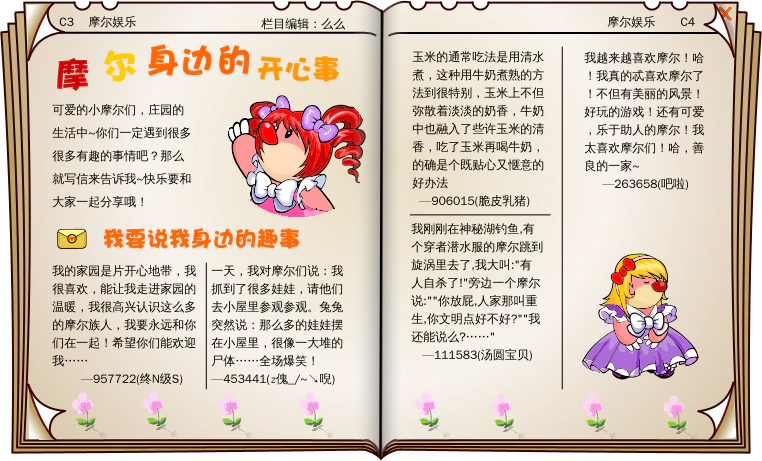 C3 摩尔娱乐
栏目编辑：么么
摩尔身边的开心事
可爱的小摩尔们，庄园的
生活中~你们一定遇到很多
很多有趣的事情吧？那么
就写信来告诉我~快乐要和
大家一起分享哦！
我要说我身边的趣事
我的家园是片开心地带，我
很喜欢，能让我走进家园的
温暖，我很高兴认识这么多
的摩尔族人，我要永远和你
们在一起！希望你们能欢迎
我……
—957722(终N级S)
一天，我对摩尔们说：我
抓到了很多娃娃，请他们
去小屋里参观参观。兔兔
突然说：那么多的娃娃摆
在小屋里，很像一大堆的
尸体……全场爆笑！
—453441(z傀_/~↘唲)
摩尔娱乐 C4
玉米的通常吃法是用清水
煮，这种用牛奶煮熟的方
法到很特别，玉米上不但
弥散着淡淡的奶香，牛奶
中也融入了些许玉米的清
香，吃了玉米再喝牛奶，
的确是个既贴心又惬意的
好办法
—906015(脆皮乳猪)
我刚刚在神秘湖钓鱼,有
个穿者潜水服的摩尔跳到
旋涡里去了,我大叫:"有
人自杀了!"旁边一个摩尔
说:""你放屁,人家那叫重
生,你文明点好不好?""我
还能说么?……"
—111583(汤圆宝贝)
我越来越喜欢摩尔！哈
！我真的忒喜欢摩尔了
！不但有美丽的风景！
好玩的游戏！还有可爱
，乐于助人的摩尔！我
太喜欢摩尔们！哈，善
良的一家~
—263658(吧啦)